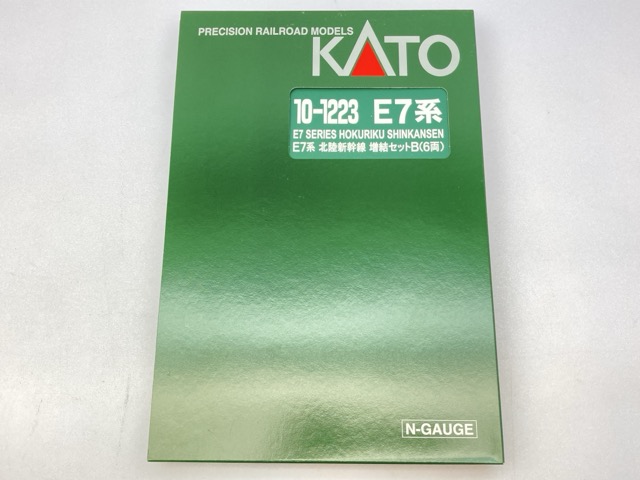 PRECISION RAILROAD MODELS
KATO
10-1223 E7系
E7 SERIES HOKURIKU SHINKANSEN
E7系 北陸新幹線 増結セットB(6両)
N-GAUGE